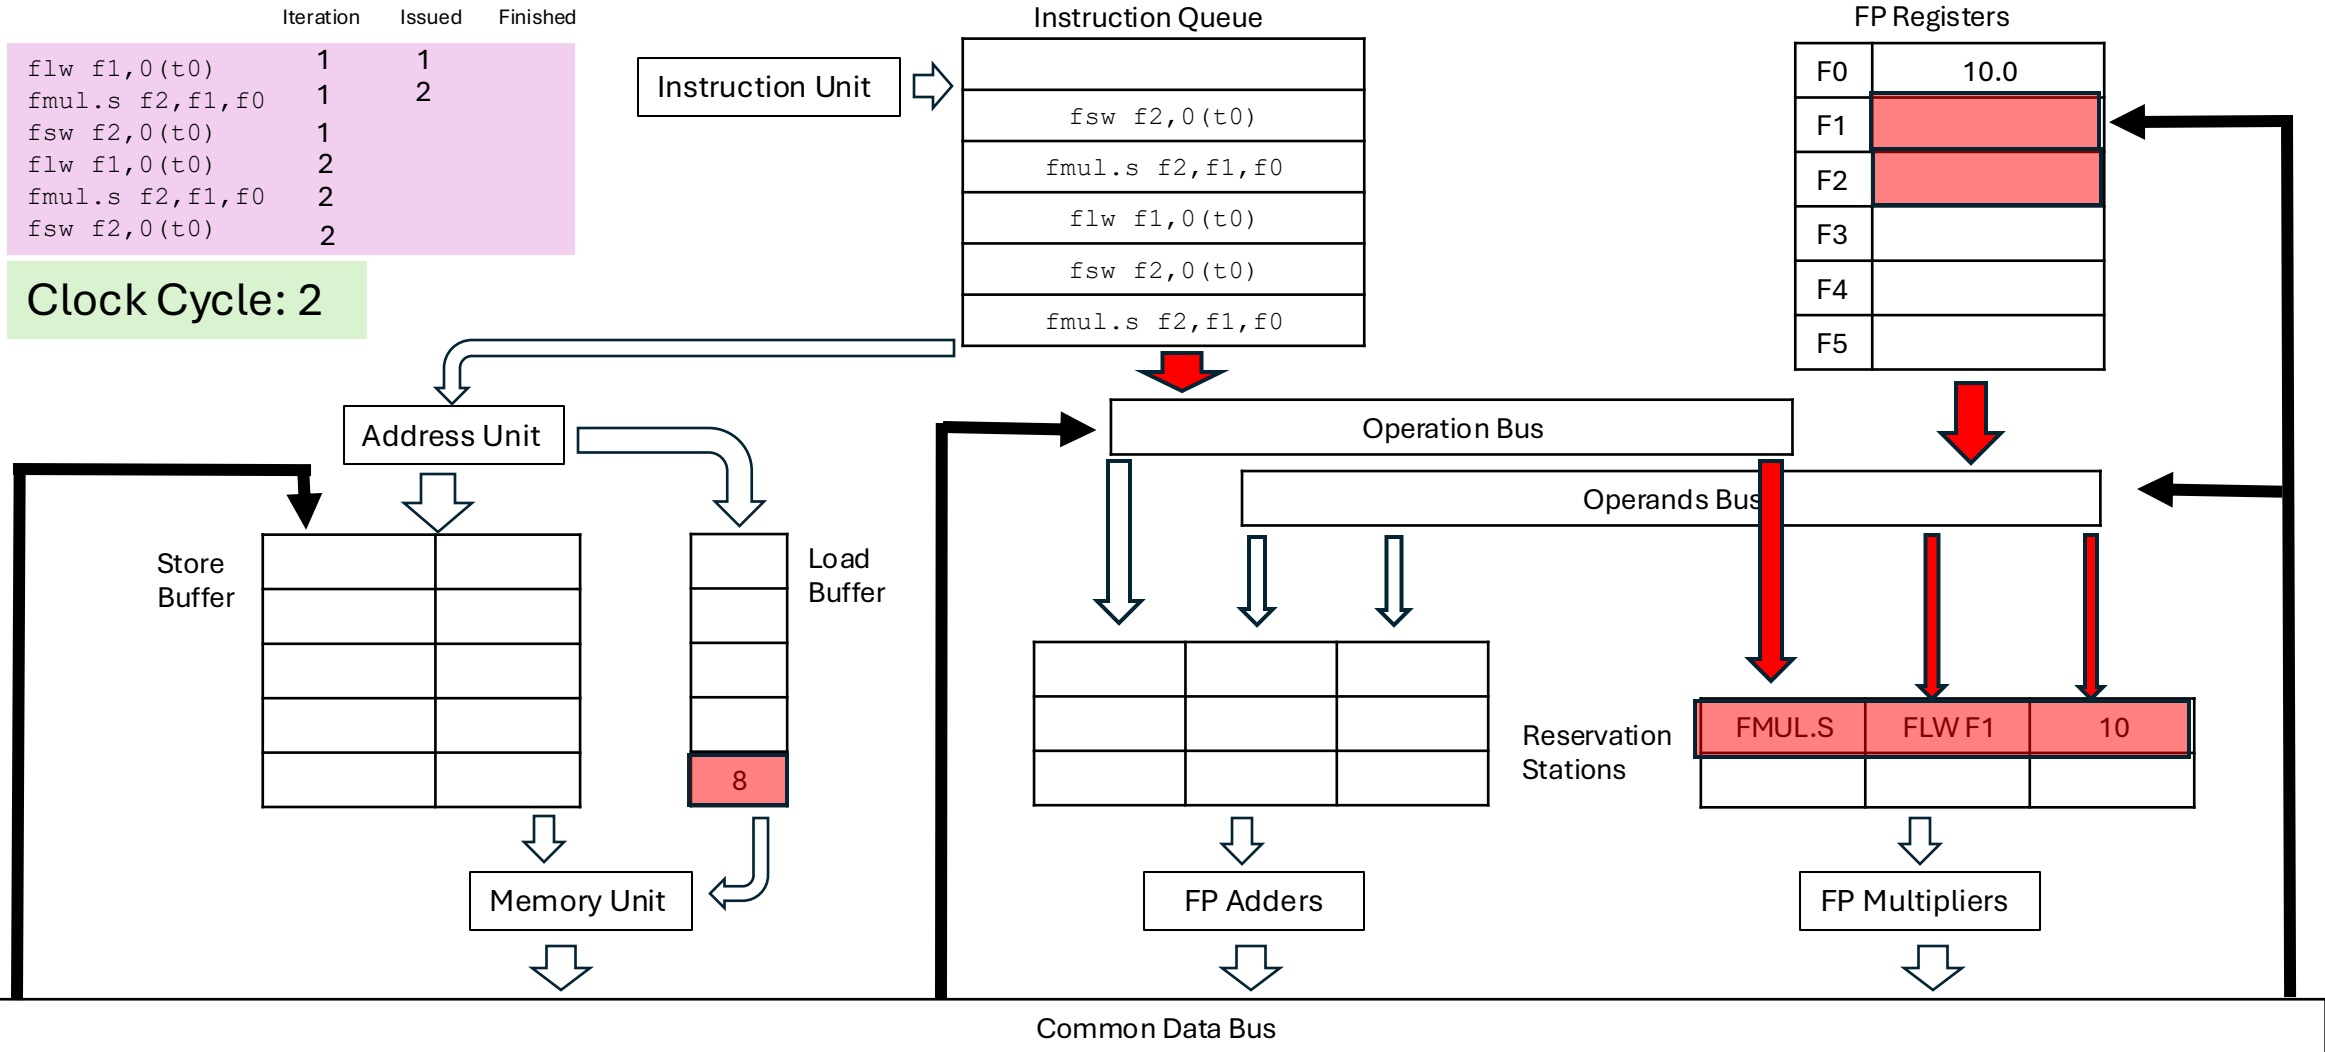 Iteration Issued Finished
flw f1,0(t0) 1 1
fmul.s f2,f1,f0 1 2
fsw f2,0(t0) 1
flw f1,0(t0) 2
fmul.s f2,f1,f0 2
fsw f2,0(t0) 2
Clock Cycle: 2
Instruction Unit
Instruction Queue
fsw f2,0(t0)
fmul.s f2,f1,f0
flw f1,0(t0)
fsw f2,0(t0)
fmul.s f2,f1,f0
FP Registers
F0 10.0
F1
F2
F3
F4
F5
Address Unit
Operation Bus
Operands Bus
Store
Buffer
Load
Buffer
8
Reservation
Stations
FMUL.S FLW F1 10
Memory Unit
FP Adders
FP Multipliers
Common Data Bus